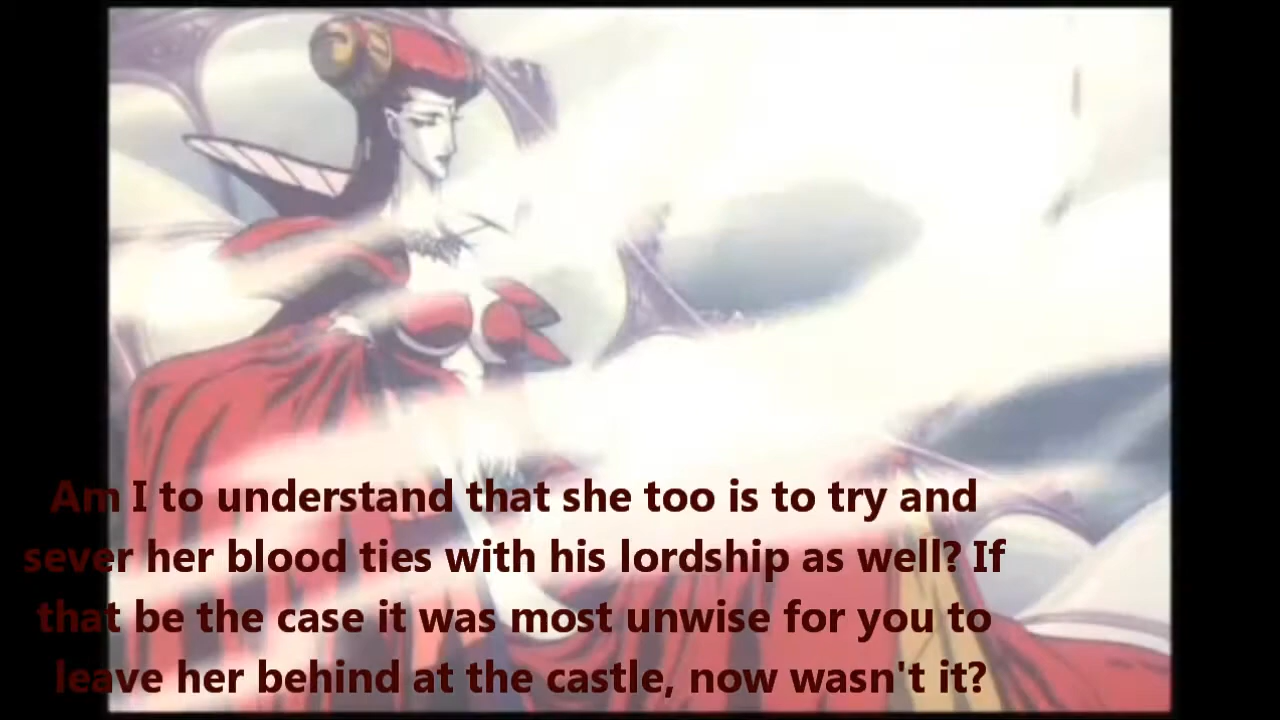 Am I to understand that she too is to try and
sever her blood ties with his lordship as well? If
that be the case it was most unwise for you to
leave her behind at the castle, now wasn't it?